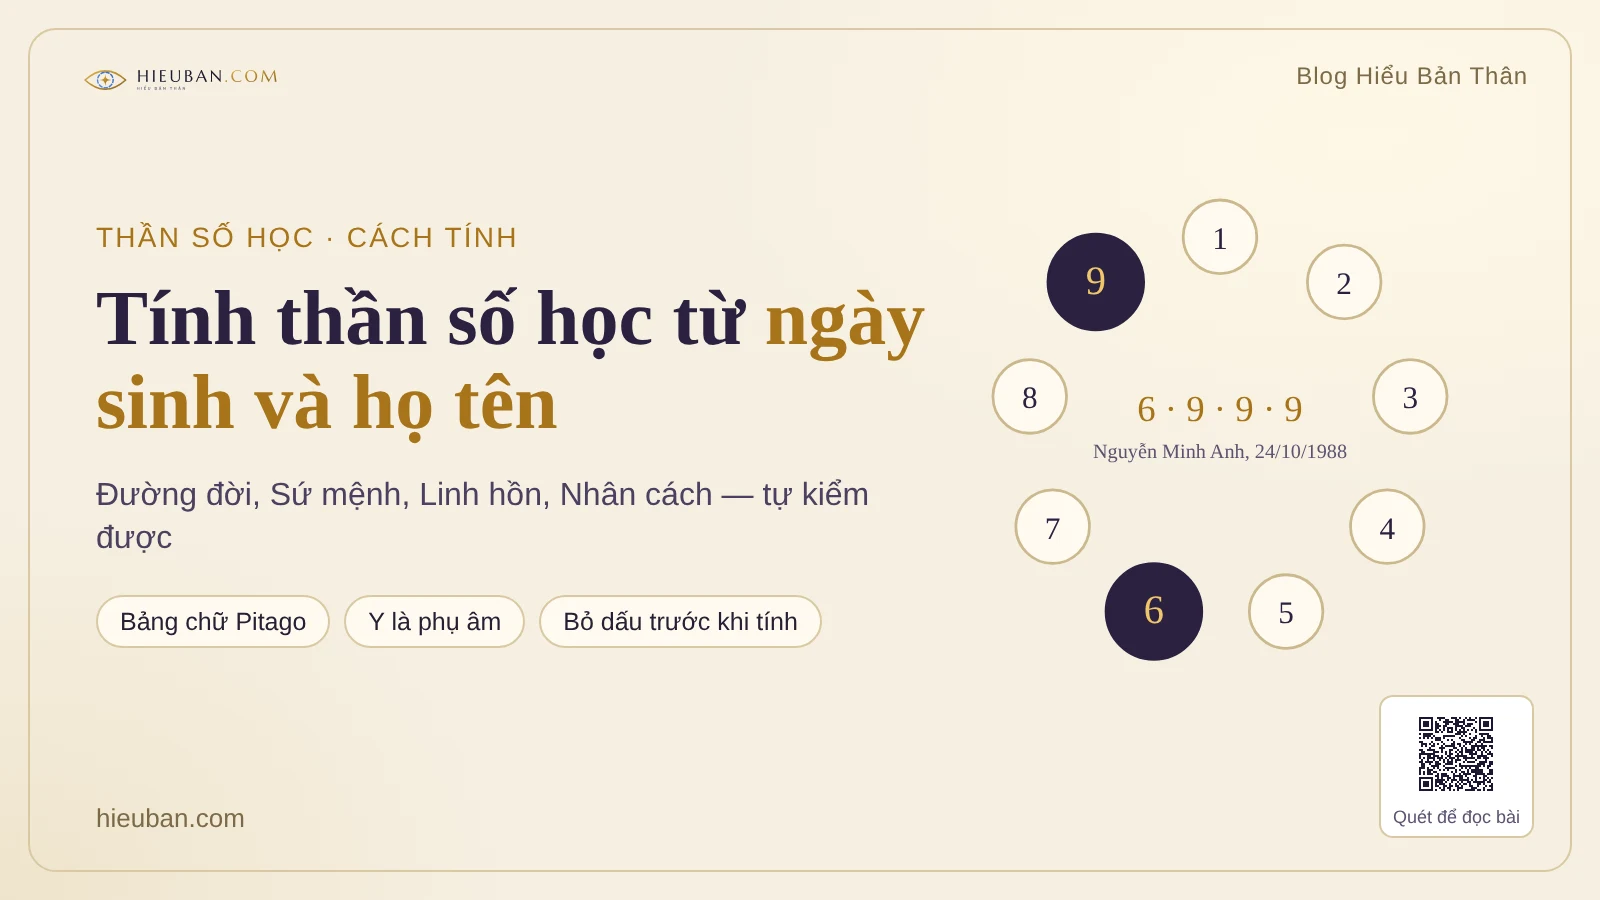 HIEUBAN.COM
HIỂU BẢN THÂN
Blog Hiểu Bản Thân
THẦN SỐ HỌC · CÁCH TÍNH
Tính thần số học từ ngày
sinh và họ tên
Đường đời, Sứ mệnh, Linh hồn, Nhân cách — tự kiểm
được
Bảng chữ Pitago
Y là phụ âm
Bỏ dấu trước khi tính
1
2
3
4
5
6
7
8
9
6 · 9 · 9 · 9
Nguyễn Minh Anh, 24/10/1988
hieuban.com
Quét để đọc bài